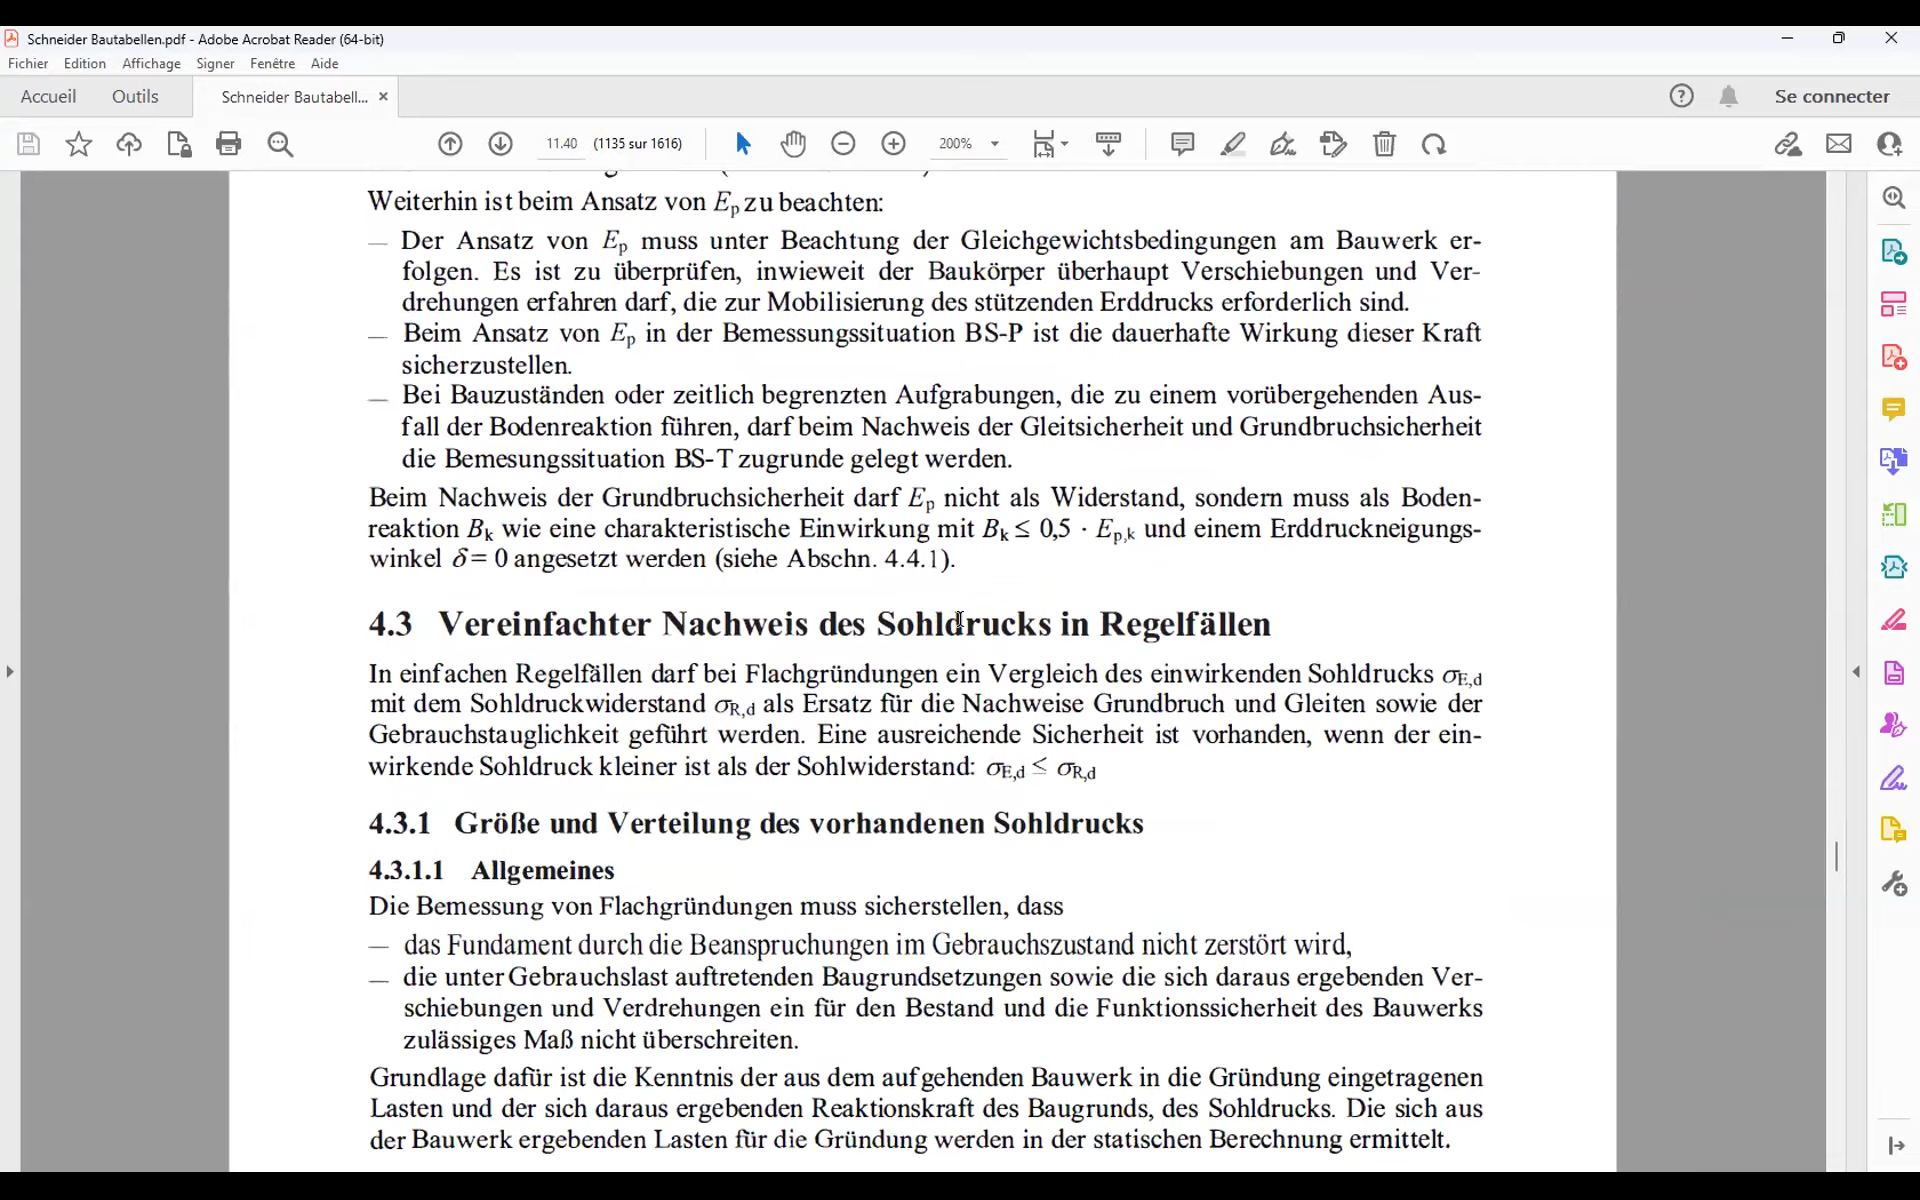 Schneider Bautabellen.pdf - Adobe Acrobat Reader (64-bit)
Fichier Edition Affichage Signer Fenêtre Aide
Accueil Outils Schneider Bautabell... × Se connecter
11.40 (1135 sur 1616) 200%
Weiterhin ist beim Ansatz von Ep zu beachten:
— Der Ansatz von Ep muss unter Beachtung der Gleichgewichtsbedingungen am Bauwerk er-
folgen. Es ist zu überprüfen, inwieweit der Baukörper überhaupt Verschiebungen und Ver-
drehungen erfahren darf, die zur Mobilisierung des stützenden Erddrucks erforderlich sind.
— Beim Ansatz von Ep in der Bemessungssituation BS-P ist die dauerhafte Wirkung dieser Kraft
sicherzustellen.
— Bei Bauzuständen oder zeitlich begrenzten Aufgrabungen, die zu einem vorübergehenden Aus-
fall der Bodenreaktion führen, darf beim Nachweis der Gleitsicherheit und Grundbruchsicherheit
die Bemesungssituation BS-T zugrunde gelegt werden.
Beim Nachweis der Grundbruchsicherheit darf Ep nicht als Widerstand, sondern muss als Boden-
reaktion Bk wie eine charakteristische Einwirkung mit Bk ≤ 0,5 · Ep,k und einem Erddruckneigungs-
winkel δ = 0 angesetzt werden (siehe Abschn. 4.4.1).
4.3 Vereinfachter Nachweis des Sohldrucks in Regelfällen
In einfachen Regelfällen darf bei Flachgründungen ein Vergleich des einwirkenden Sohldrucks σE,d
mit dem Sohldruckwiderstand σR,d als Ersatz für die Nachweise Grundbruch und Gleiten sowie der
Gebrauchstauglichkeit geführt werden. Eine ausreichende Sicherheit ist vorhanden, wenn der ein-
wirkende Sohldruck kleiner ist als der Sohlwiderstand: σE,d ≤ σR,d
4.3.1 Größe und Verteilung des vorhandenen Sohldrucks
4.3.1.1 Allgemeines
Die Bemessung von Flachgründungen muss sicherstellen, dass
— das Fundament durch die Beanspruchungen im Gebrauchszustand nicht zerstört wird,
— die unter Gebrauchslast auftretenden Baugrundsetzungen sowie die sich daraus ergebenden Ver-
schiebungen und Verdrehungen ein für den Bestand und die Funktionssicherheit des Bauwerks
zulässiges Maß nicht überschreiten.
Grundlage dafür ist die Kenntnis der aus dem aufgehenden Bauwerk in die Gründung eingetragenen
Lasten und der sich daraus ergebenden Reaktionskraft des Baugrunds, des Sohldrucks. Die sich aus
der Bauwerk ergebenden Lasten für die Gründung werden in der statischen Berechnung ermittelt.